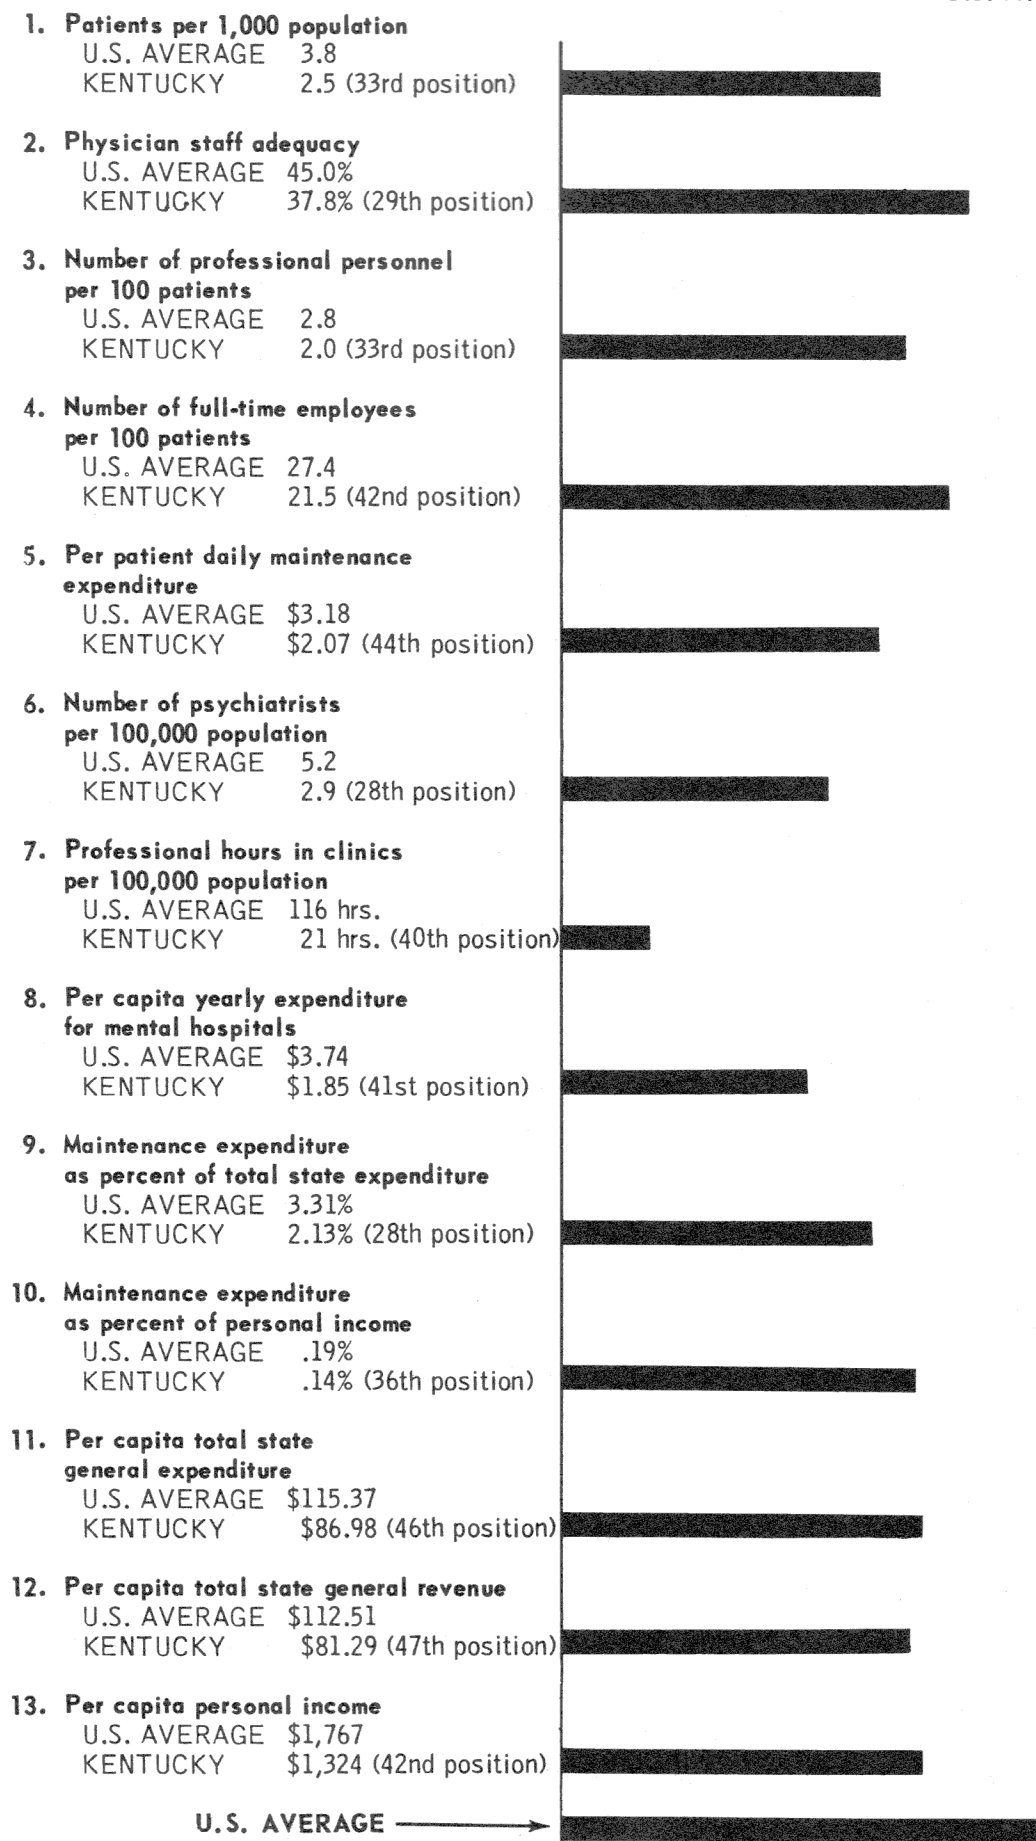 1. Patients per 1,000 population
U.S. AVERAGE 3.8
KENTUCKY 2.5 (33rd position)
2. Physician staff adequacy
U.S. AVERAGE 45.0%
KENTUCKY 37.8% (29th position)
3. Number of professional personnel
per 100 patients
U.S. AVERAGE 2.8
KENTUCKY 2.0 (33rd position)
4. Number of full-time employees
per 100 patients
U.S. AVERAGE 27.4
KENTUCKY 21.5 (42nd position)
5. Per patient daily maintenance
expenditure
U.S. AVERAGE $3.18
KENTUCKY $2.07 (44th position)
6. Number of psychiatrists
per 100,000 population
U.S. AVERAGE 5.2
KENTUCKY 2.9 (28th position)
7. Professional hours in clinics
per 100,000 population
U.S. AVERAGE 116 hrs.
KENTUCKY 21 hrs. (40th position)
8. Per capita yearly expenditure
for mental hospitals
U.S. AVERAGE $3.74
KENTUCKY $1.85 (41st position)
9. Maintenance expenditure
as percent of total state expenditure
U.S. AVERAGE 3.31%
KENTUCKY 2.13% (28th position)
10. Maintenance expenditure
as percent of personal income
U.S. AVERAGE .19%
KENTUCKY .14% (36th position)
11. Per capita total state
general expenditure
U.S. AVERAGE $115.37
KENTUCKY $86.98 (46th position)
12. Per capita total state general revenue
U.S. AVERAGE $112.51
KENTUCKY $81.29 (47th position)
13. Per capita personal income
U.S. AVERAGE $1,767
KENTUCKY $1,324 (42nd position)
U.S. AVERAGE